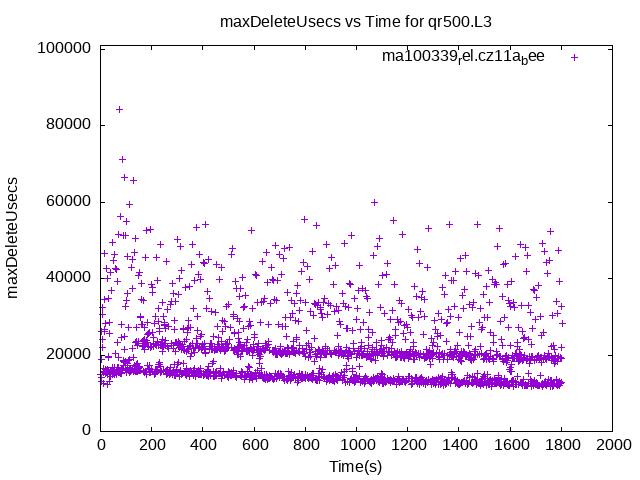 maxDeleteUsecs vs Time for qr500.L3
ma100339rel.cz11abee
maxDeleteUsecs
100000
80000
60000
40000
20000
0
0 200 400 600 800 1000 1200 1400 1600 1800 2000
Time(s)